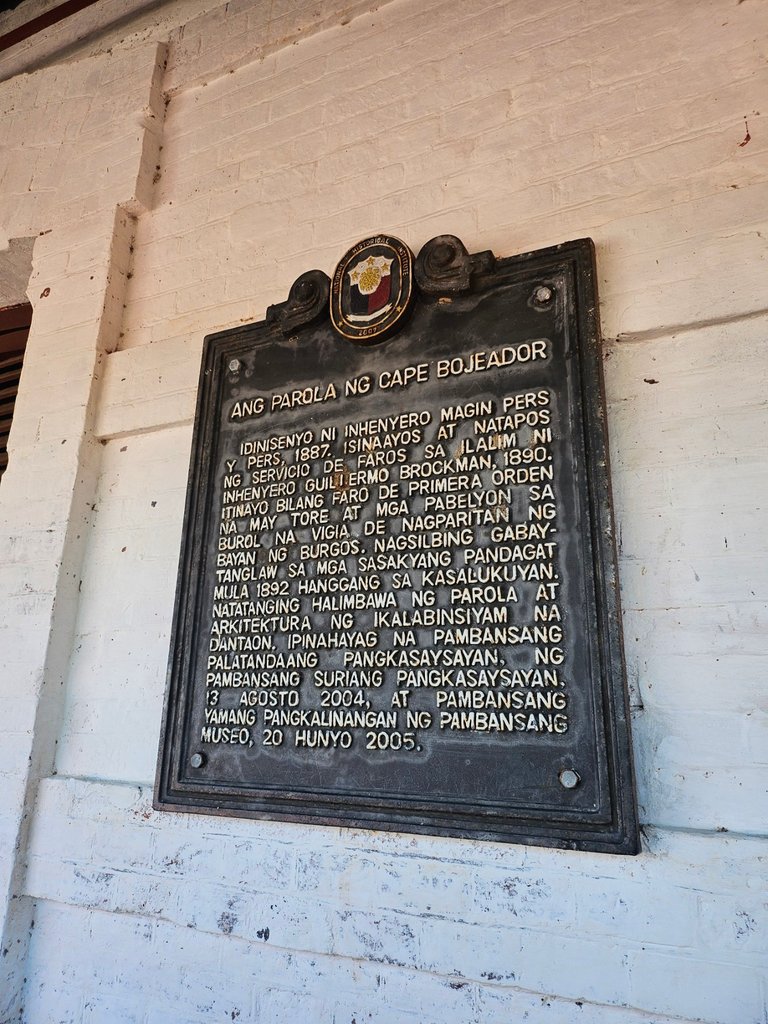 HISTORICAL INSTITUTE
2007
ANG PAROLA NG CAPE BOJEADOR
IDINISENYO NI INHENYERO MAGIN PERS
Y PERS, 1887. ISINAAYOS AT NATAPOS
NG SERVICIO DE FAROS SA ILALIM NI
INHENYERO GUILLERMO BROCKMAN, 1890.
ITINAYO BILANG FARO DE PRIMERA ORDEN
NA MAY TORE AT MGA PABELYON SA
BUROL NA VIGIA DE NAGPARITAN NG
BAYAN NG BURGOS. NAGSILBING GABAY-
TANGLAW SA MGA SASAKYANG PANDAGAT
MULA 1892 HANGGANG SA KASALUKUYAN.
NATATANGING HALIMBAWA NG PAROLA AT
ARKITEKTURA NG IKALABINSIYAM NA
DANTAON. IPINAHAYAG NA PAMBANSANG
PALATANDAANG PANGKASAYSAYAN, NG
PAMBANSANG SURIANG PANGKASAYSAYAN,
13 AGOSTO 2004, AT PAMBANSANG
YAMANG PANGKALINANGAN NG PAMBANSANG
MUSEO, 20 HUNYO 2005.